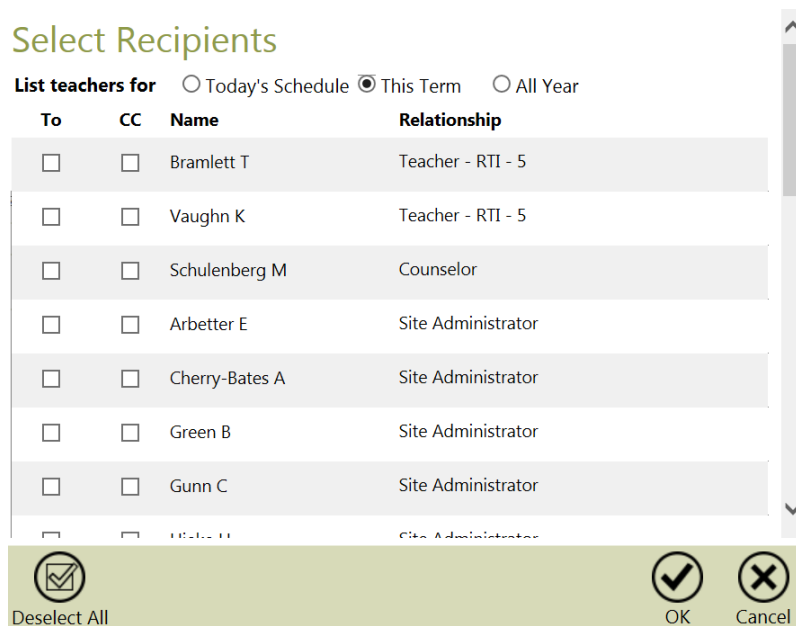 Select Recipients
List teachers for Today's Schedule This Term All Year
To CC Name Relationship
Bramlett T Teacher - RTI - 5
Vaughn K Teacher - RTI - 5
Schulenberg M Counselor
Arbetter E Site Administrator
Cherry-Bates A Site Administrator
Green B Site Administrator
Gunn C Site Administrator
Site Administrator
Deselect All OK Cancel